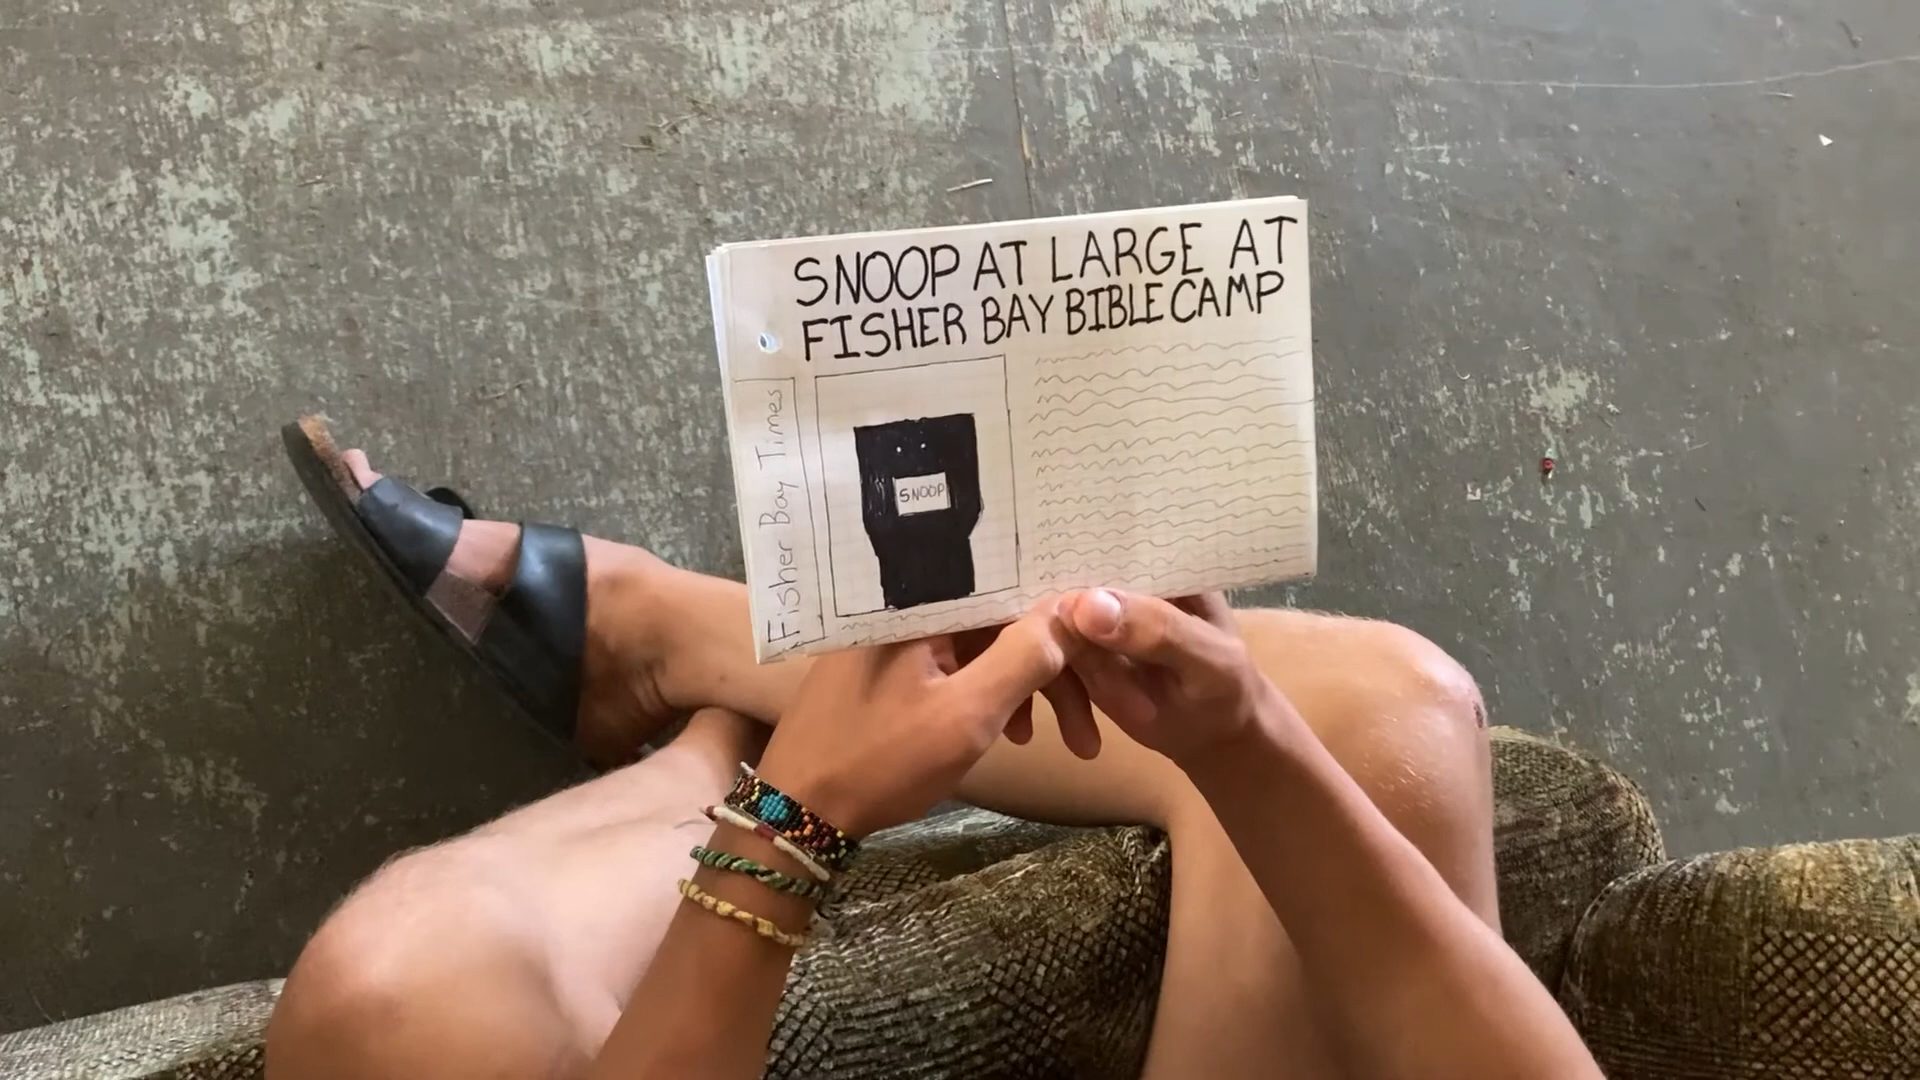 SNOOP AT LARGE AT
FISHER BAY BIBLE CAMP
Fisher Bay Times
SNOOP